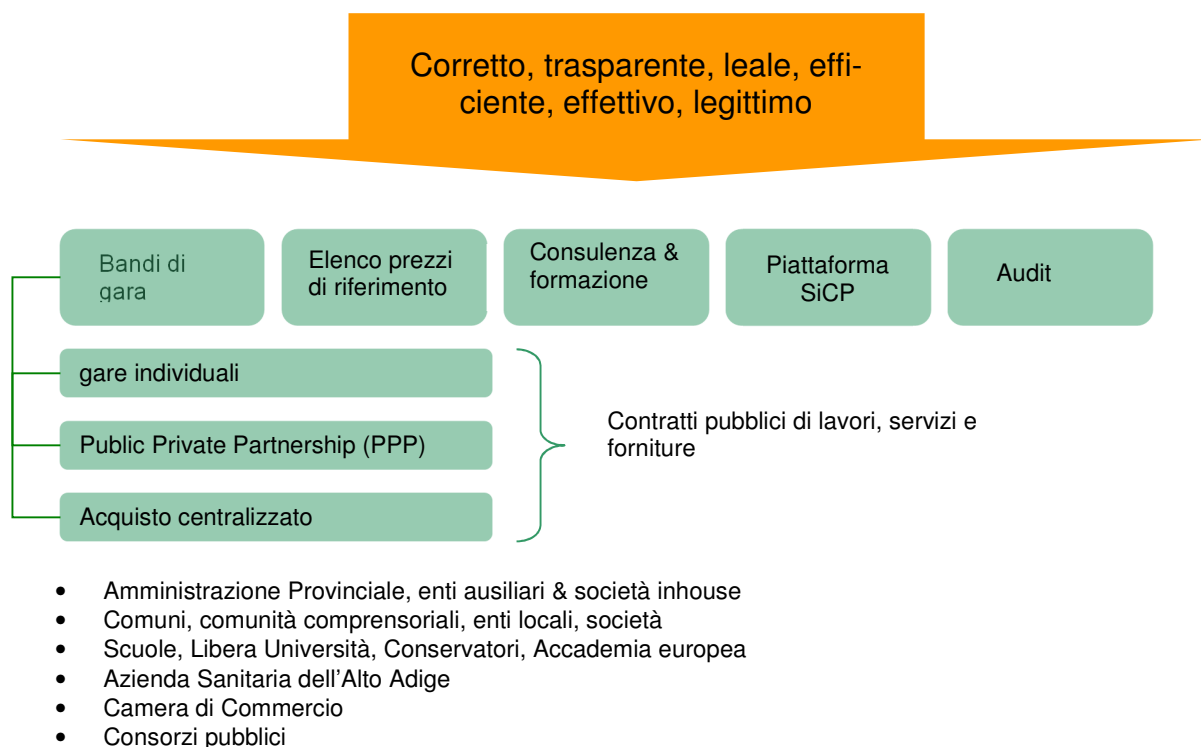 Corretto, trasparente, leale, effi-
ciente, effettivo, legittimo
Bandi di
gara
Elenco prezzi
di riferimento
Consulenza &
formazione
Piattaforma
SiCP
Audit
gare individuali
Public Private Partnership (PPP)
Acquisto centralizzato
Contratti pubblici di lavori, servizi e
forniture
• Amministrazione Provinciale, enti ausiliari & società inhouse
• Comuni, comunità comprensoriali, enti locali, società
• Scuole, Libera Università, Conservatori, Accademia europea
• Azienda Sanitaria dell’Alto Adige
• Camera di Commercio
• Consorzi pubblici